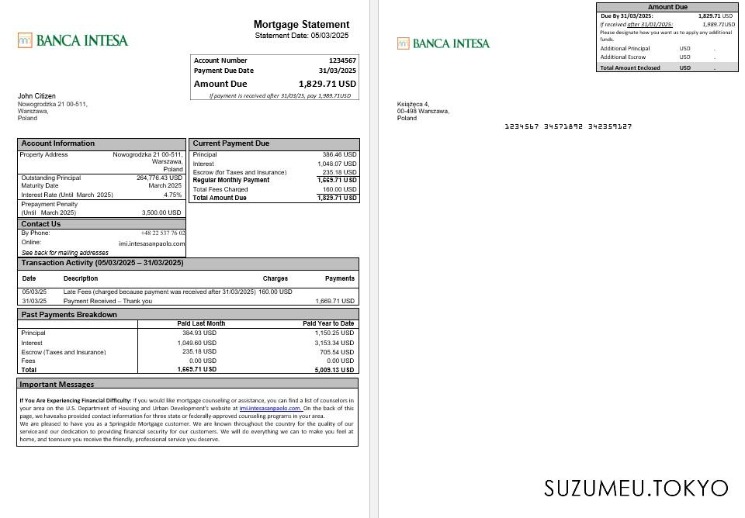 BANCA INTESA
Mortgage Statement
Statement Date: 05/03/2025
Account Number 1234567
Payment Due Date 31/03/2025
Amount Due 1,829.71 USD
If payment is received after 31/03/25, pay 1,989.71USD
John Citizen
Nowogrodzka 21 00-511,
Warszawa,
Poland
Account Information
Property Address Nowogrodzka 21 00-511,
Warszawa,
Poland
Outstanding Principal 264,776.43 USD
Maturity Date March 2025
Interest Rate (Until March 2025) 4.75%
Prepayment Penalty
(Until March 2025) 3,500.00 USD
Contact Us
By Phone: +48 22 537 76 02
Online: imi.intesasanpaolo.com
See back for mailing addresses
Current Payment Due
Principal 386.46 USD
Interest 1,048.07 USD
Escrow (for Taxes and Insurance) 235.18 USD
Regular Monthly Payment 1,669.71 USD
Total Fees Charged 160.00 USD
Total Amount Due 1,829.71 USD
Transaction Activity (05/03/2025 – 31/03/2025)
Date Description Charges Payments
05/03/25 Late Fees (charged because payment was received after 31/03/2025) 160.00 USD
31/03/25 Payment Received – Thank you 1,669.71 USD
Past Payments Breakdown
Paid Last Month Paid Year to Date
Principal 384.93 USD 1,150.25 USD
Interest 1,049.60 USD 3,153.34 USD
Escrow (Taxes and Insurance) 235.18 USD 705.54 USD
Fees 0.00 USD 0.00 USD
Total 1,669.71 USD 5,009.13 USD
Important Messages
If You Are Experiencing Financial Difficulty: If you would like mortgage counseling or assistance, you can find a list of counselors in
your area on the U.S. Department of Housing and Urban Development's website at imi.intesasanpaolo.com. On the back of this
page, we havealso provided contact information for three state or federally-approved counseling programs in your area.
We are pleased to have you as a Springside Mortgage customer. We are known throughout the country for the quality of our
service and our dedication to providing financial security for our customers. We will do everything we can to make you feel at
home, and toensure you receive the friendly, professional service you deserve.
Amount Due
Due By 31/03/2025: 1,829.71 USD
If received after 31/03/2025: 1,989.71USD
Please designate how you want us to apply any additional
funds.
Additional Principal USD .
Additional Escrow USD .
Total Amount Enclosed USD .
BANCA INTESA
Książęca 4,
00-498 Warszawa,
Poland
1234567 34571892 342359127
SUZUMEU.TOKYO